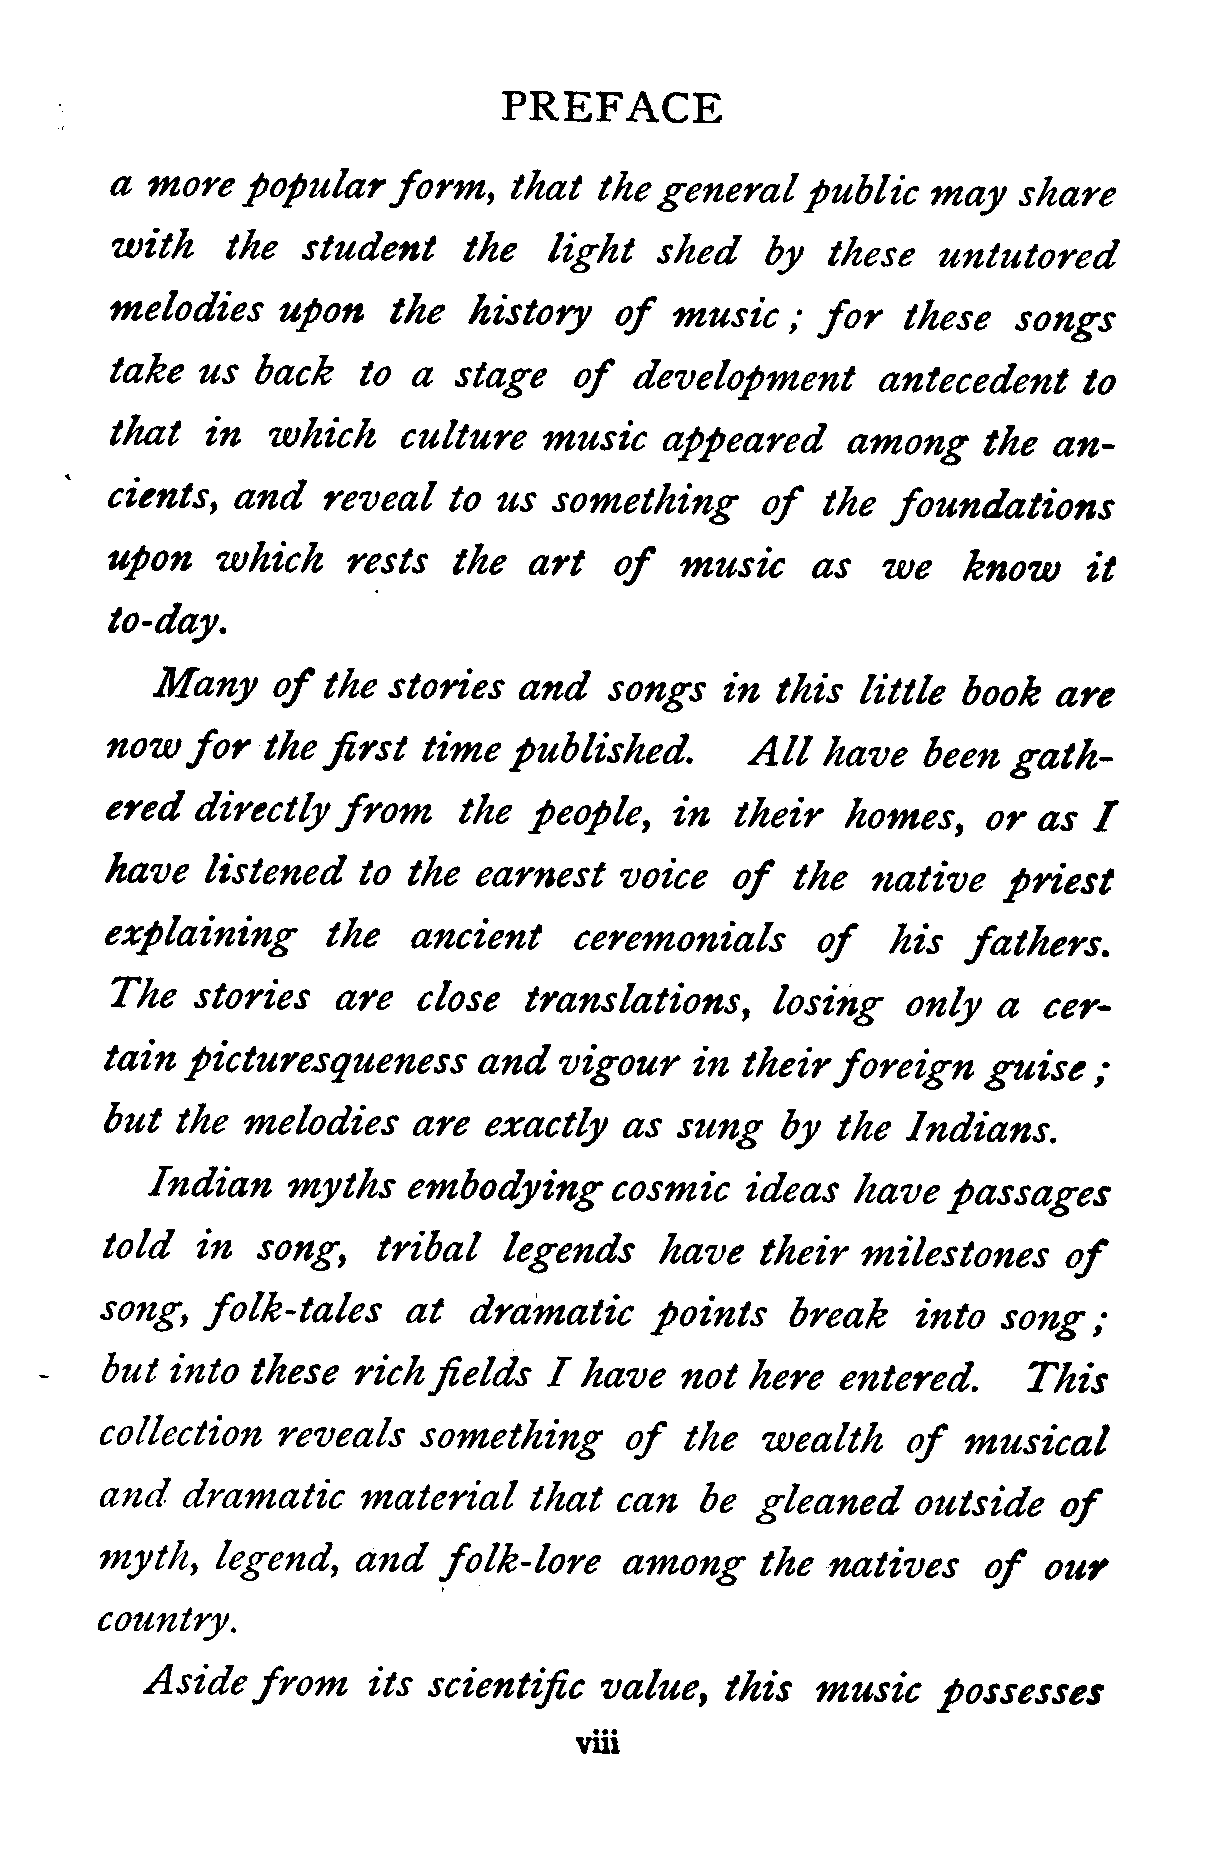 PREFACE
a more popular form, that the general public may share
with the student the light shed by these untutored
melodies upon the history of music ; for these songs
take us back to a stage of development antecedent to
that in which culture music appeared among the an-
cients, and reveal to us something of the foundations
upon which rests the art of music as we know it
to-day.
Many of the stories and songs in this little book are
now for the first time published. All have been gath-
ered directly from the people, in their homes, or as I
have listened to the earnest voice of the native priest
explaining the ancient ceremonials of his fathers.
The stories are close translations, losing only a cer-
tain picturesqueness and vigour in their foreign guise ;
but the melodies are exactly as sung by the Indians.
Indian myths embodying cosmic ideas have passages
told in song, tribal legends have their milestones of
song, folk-tales at dramatic points break into song ;
but into these rich fields I have not here entered. This
collection reveals something of the wealth of musical
and dramatic material that can be gleaned outside of
myth, legend, and folk-lore among the natives of our
country.
Aside from its scientific value, this music possesses
viii